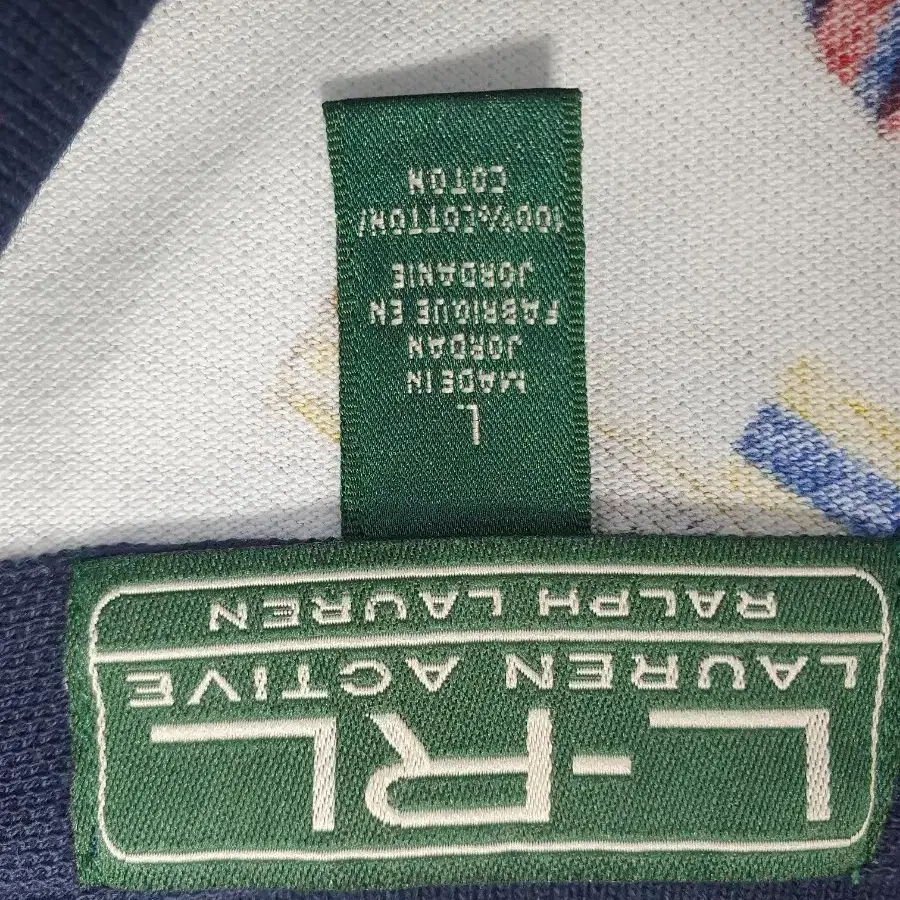 L-RL
LAUREN ACTIVE
RALPH LAUREN
L
MADE IN
JORDAN
FABRIQUE EN
JORDANIE
100%COTTON/
COTON